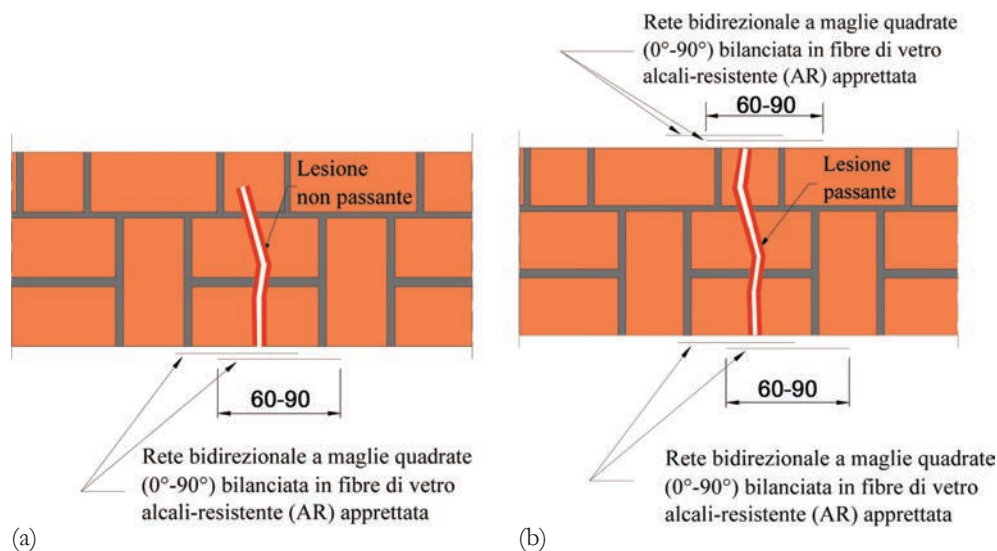 Rete bidirezionale a maglie quadrate
(0°-90°) bilanciata in fibre di vetro
alcali-resistente (AR) apprettata
60-90
Lesione
non passante
Lesione
passante
60-90
60-90
Rete bidirezionale a maglie quadrate
(0°-90°) bilanciata in fibre di vetro
alcali-resistente (AR) apprettata
Rete bidirezionale a maglie quadrate
(0°-90°) bilanciata in fibre di vetro
alcali-resistente (AR) apprettata
(a)
(b)